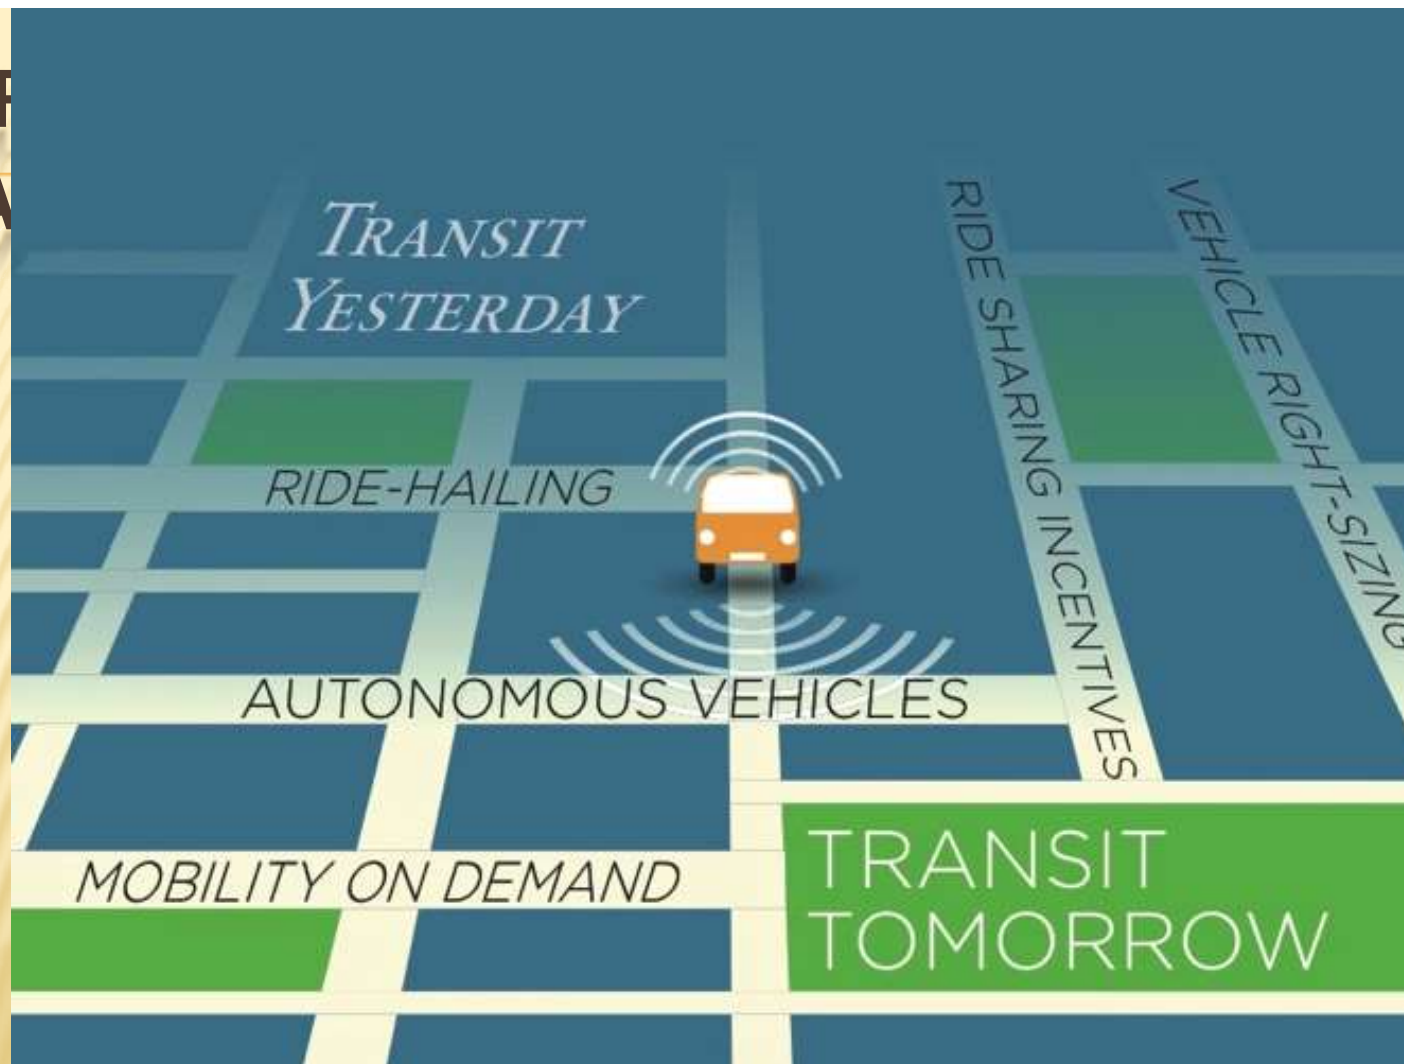 TRANSIT
YESTERDAY
RIDE SHARING INCENTIVES
VEHICLE RIGHT-SIZING
RIDE-HAILING
AUTONOMOUS VEHICLES
MOBILITY ON DEMAND
TRANSIT
TOMORROW